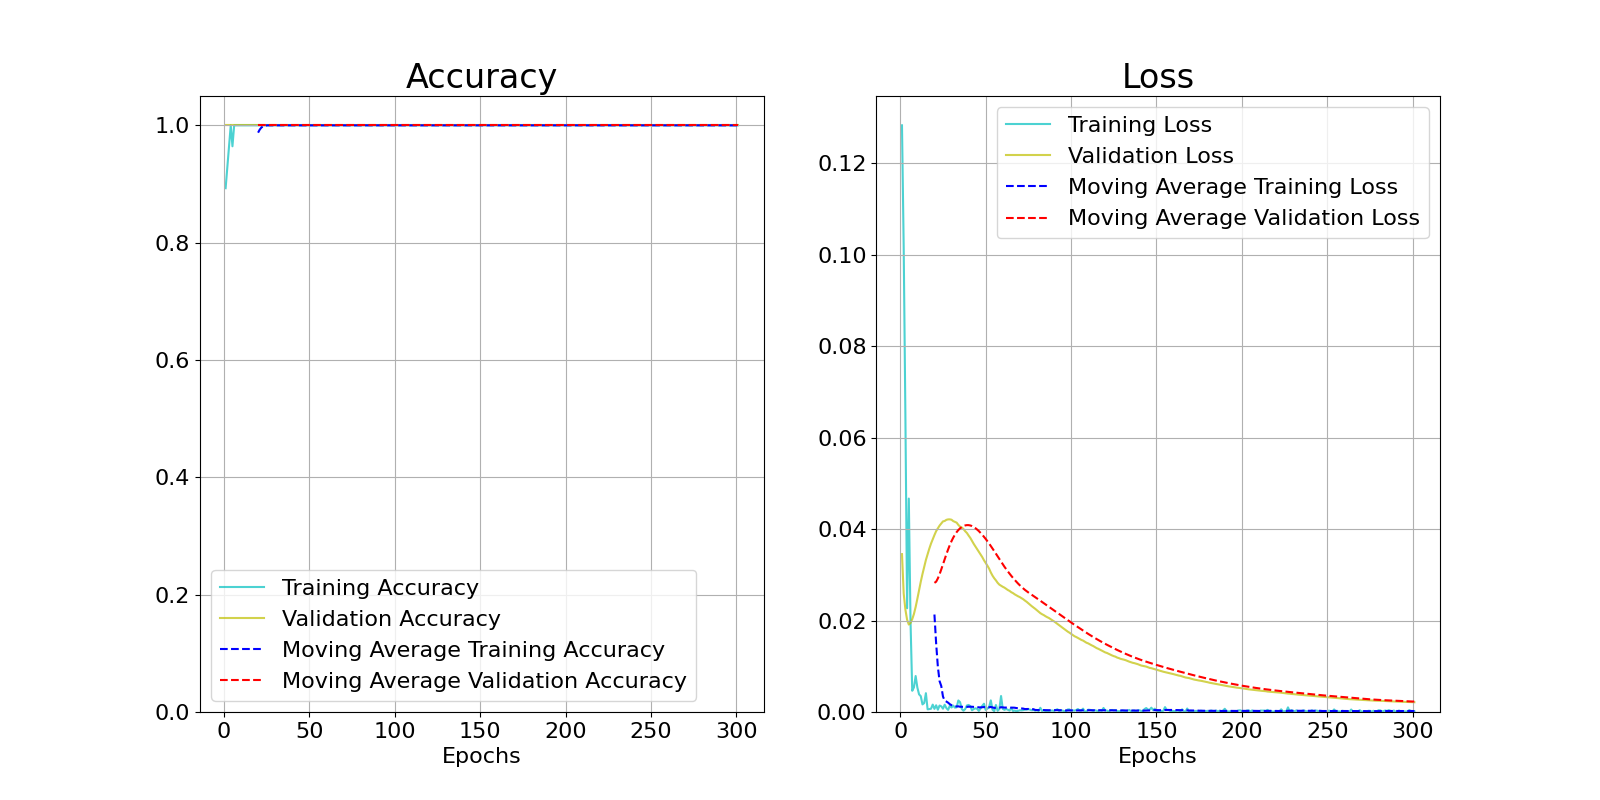 Accuracy
1.0
0.8
0.6
0.4
0.2
0.0
Training Accuracy
Validation Accuracy
Moving Average Training Accuracy
Moving Average Validation Accuracy
0 50 100 150 200 250 300
Epochs
Loss
0.12
0.10
0.08
0.06
0.04
0.02
0.00
Training Loss
Validation Loss
Moving Average Training Loss
Moving Average Validation Loss
0 50 100 150 200 250 300
Epochs